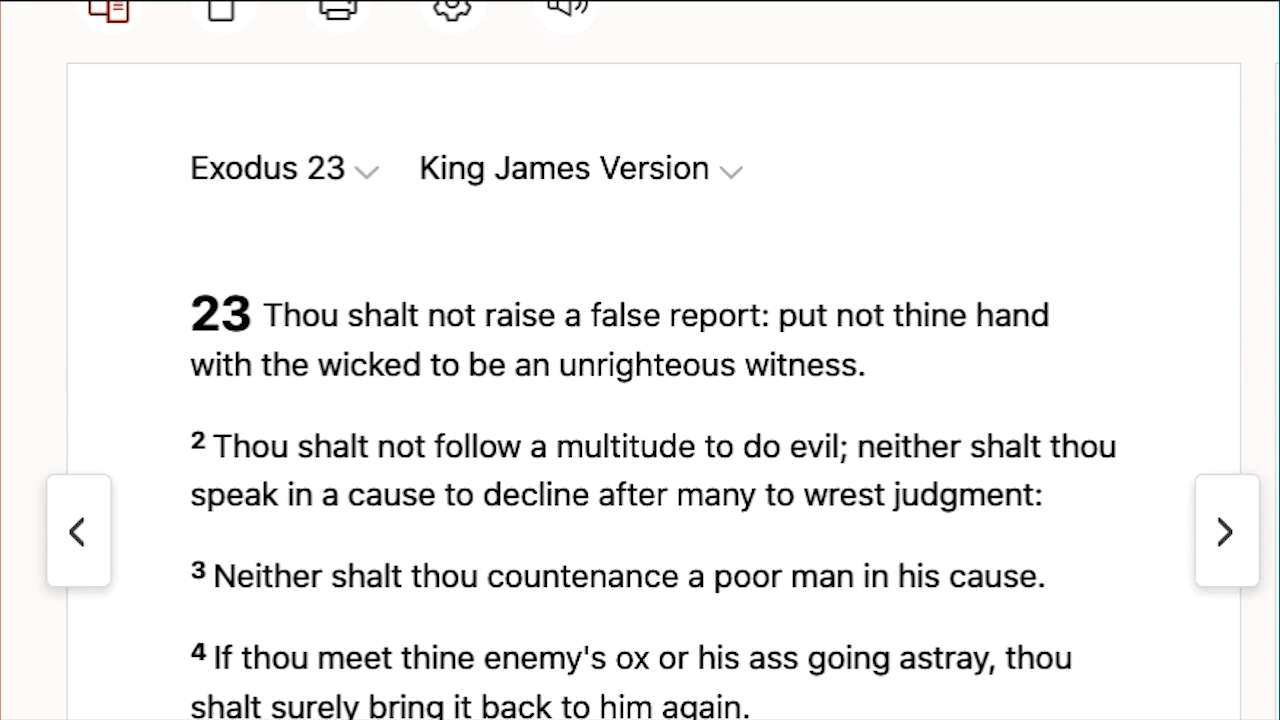 Exodus 23 King James Version
23 Thou shalt not raise a false report: put not thine hand
with the wicked to be an unrighteous witness.
2 Thou shalt not follow a multitude to do evil; neither shalt thou
speak in a cause to decline after many to wrest judgment:
3 Neither shalt thou countenance a poor man in his cause.
4 If thou meet thine enemy's ox or his ass going astray, thou
shalt surely bring it back to him again.